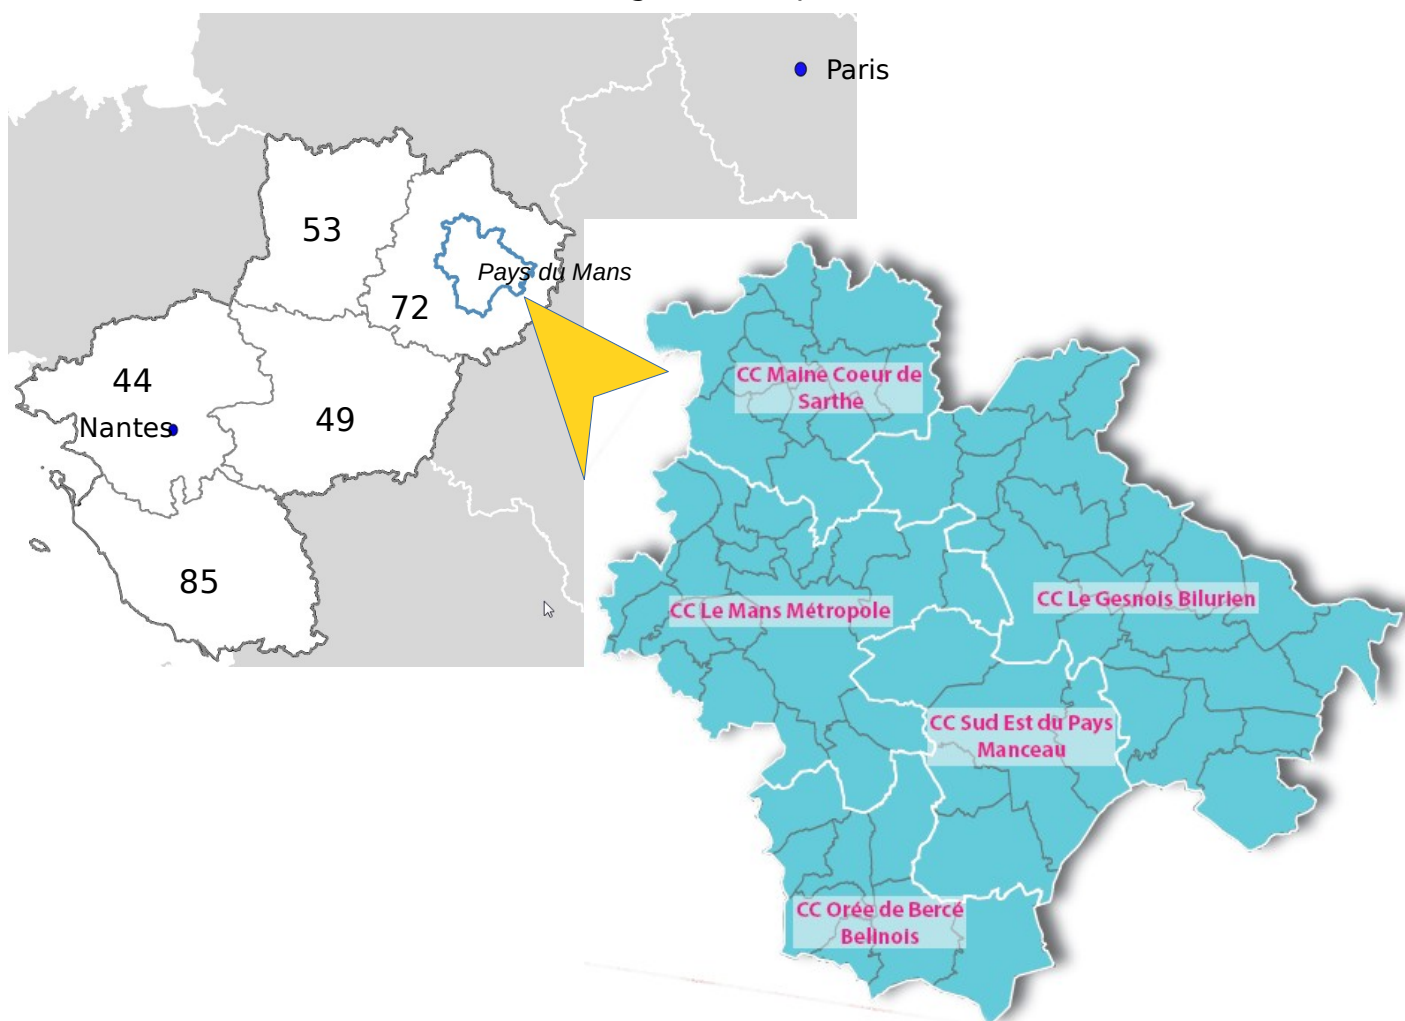 Paris
53
Pays du Mans
72
44
Nantes
49
85
CC Maine Coeur de
Sarthe
CC Le Mans Métropole
CC Le Gesnois Bilurien
CC Sud Est du Pays
Manceau
CC Orée de Bercé
Belinois